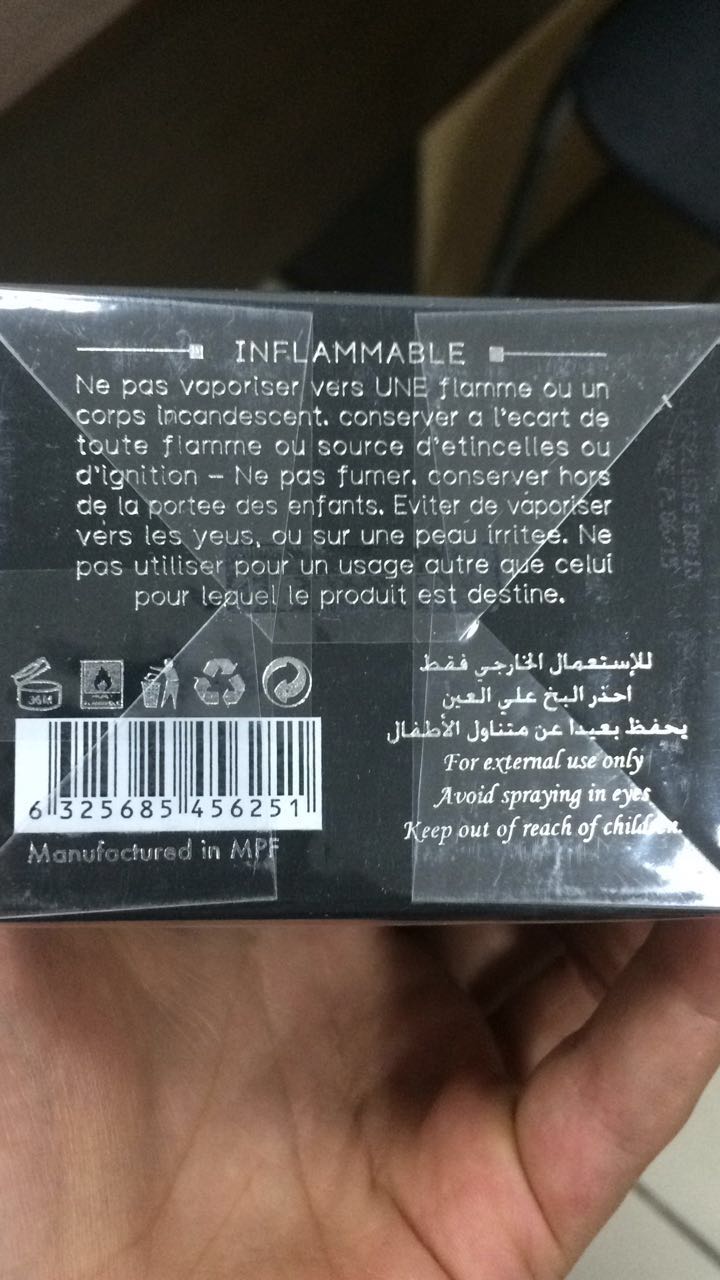 INFLAMMABLE
Ne pas vaporiser vers UNE flamme ou un
corps incandescent. conserver a l'ecart de
toute flamme ou source d'etincelles ou
d'ignition – Ne pas fumer. conserver hors
de la portee des enfants. Eviter de vaporiser
vers les yeus, ou sur une peau irritee. Ne
pas utiliser pour un usage autre que celui
pour lequel le produit est destine.
36M
6 325685 456251
Manufactured in MPF
للإستعمال الخارجي فقط
احذر البخ علي العين
يحفظ بعيدا عن متناول الأطفال
For external use only
Avoid spraying in eyes
Keep out of reach of children.